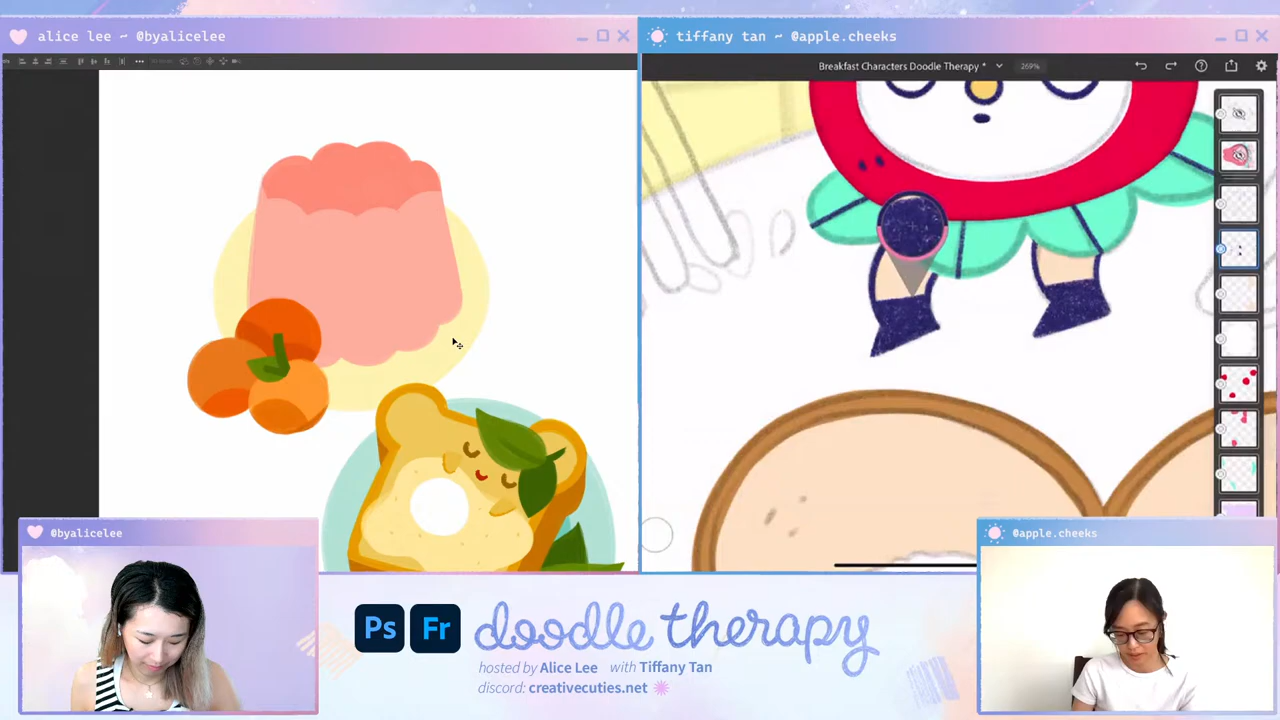 alice lee ~ @byalicelee
tiffany tan ~ @apple.cheeks
Breakfast Characters Doodle Therapy *
269%
@byalicelee
@apple.cheeks
Ps Fr doodle therapy
hosted by Alice Lee with Tiffany Tan
discord: creativecuties.net